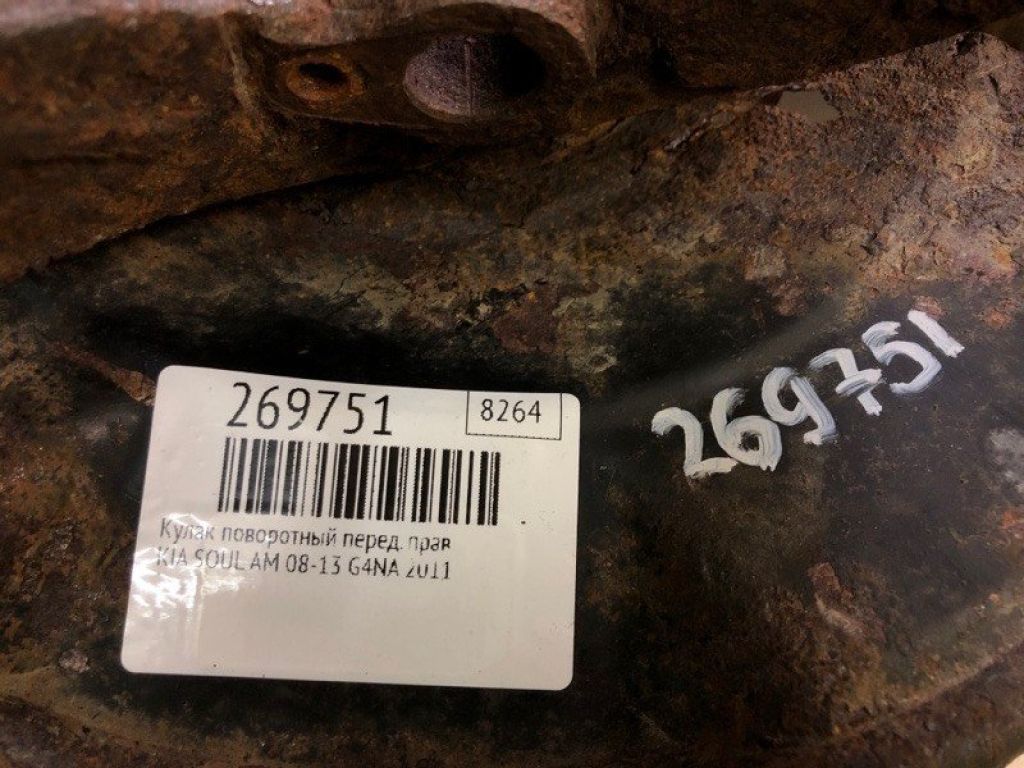 269751
8264
Кулак поворотный перед. прав
KIA SOUL AM 08-13 G4NA 2011
269751